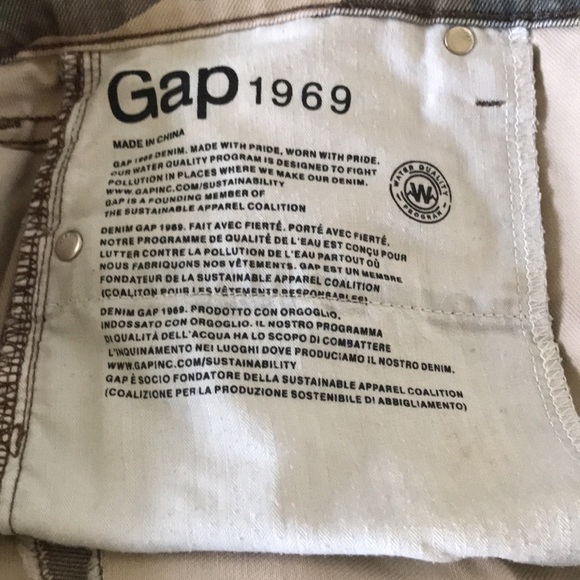 Gap 1969
MADE IN CHINA
GAP 1969 DENIM. MADE WITH PRIDE, WORN WITH PRIDE.
OUR WATER QUALITY PROGRAM IS DESIGNED TO FIGHT
POLLUTION IN PLACES WHERE WE MAKE OUR DENIM.
WWW.GAPINC.COM/SUSTAINABILITY
GAP IS A FOUNDING MEMBER OF
THE SUSTAINABLE APPAREL COALITION
WATER QUALITY
W
PROGRAM
DENIM GAP 1969. FAIT AVEC FIERTÉ. PORTÉ AVEC FIERTÉ.
NOTRE PROGRAMME DE QUALITÉ DE L'EAU EST CONÇU POUR
LUTTER CONTRE LA POLLUTION DE L'EAU PARTOUT OÙ
NOUS FABRIQUONS NOS VÊTEMENTS. GAP EST UN MEMBRE
FONDATEUR DE LA SUSTAINABLE APPAREL COALITION
(COALITON POUR LES VÊTEMENTS RESPONSABLES)
DENIM GAP 1969. PRODOTTO CON ORGOGLIO,
INDOSSATO CON ORGOGLIO. IL NOSTRO PROGRAMMA
DI QUALITÀ DELL'ACQUA HA LO SCOPO DI COMBATTERE
L'INQUINAMENTO NEI LUOGHI DOVE PRODUCIAMO IL NOSTRO DENIM.
WWW.GAPINC.COM/SUSTAINABILITY
GAP È SOCIO FONDATORE DELLA SUSTAINABLE APPAREL COALITION
(COALIZIONE PER LA PRODUZIONE SOSTENIBILE DI ABBIGLIAMENTO)